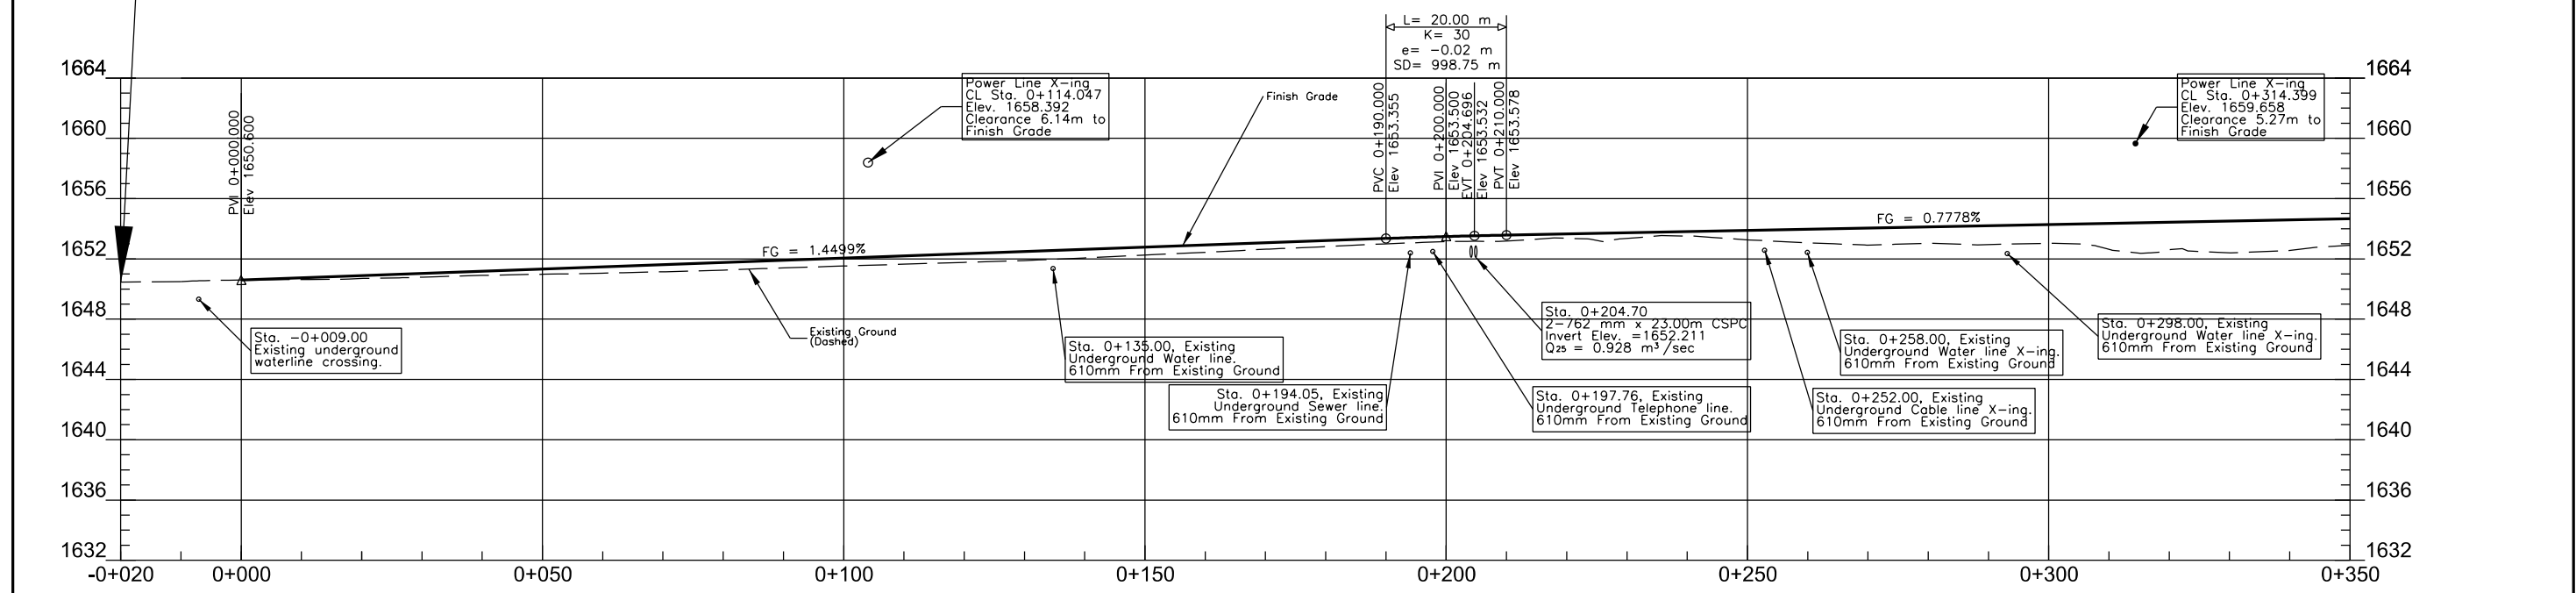 L= 20.00 m
K= 30
e= -0.02 m
SD= 998.75 m
1664
1660
1656
1652
1648
1644
1640
1636
1632
PVI 0+000.000
Elev 1650.600
Power Line X-ing
CL Sta. 0+114.047
Elev. 1658.392
Clearance 6.14m to
Finish Grade
Finish Grade
PVC 0+190.000
Elev 1653.355
PVI 0+200.000
Elev 1653.500
EVT 0+204.696
Elev 1653.532
PVT 0+210.000
Elev 1653.578
Power Line X-ing
CL Sta. 0+314.399
Elev. 1659.658
Clearance 5.27m to
Finish Grade
1664
1660
1656
1652
1648
1644
1640
1636
1632
FG = 1.4499%
FG = 0.7778%
Sta. -0+009.00
Existing underground
waterline crossing.
Existing Ground
(Dashed)
Sta. 0+135.00, Existing
Underground Water line.
610mm From Existing Ground
Sta. 0+194.05, Existing
Underground Sewer line.
610mm From Existing Ground
Sta. 0+204.70
2-762 mm x 23.00m CSPC
Invert Elev. =1652.211
Q25 = 0.928 m³/sec
Sta. 0+197.76, Existing
Underground Telephone line.
610mm From Existing Ground
Sta. 0+258.00, Existing
Underground Water line X-ing.
610mm From Existing Ground
Sta. 0+252.00, Existing
Underground Cable line X-ing.
610mm From Existing Ground
Sta. 0+298.00, Existing
Underground Water line X-ing.
610mm From Existing Ground
-0+020 0+000 0+050 0+100 0+150 0+200 0+250 0+300 0+350